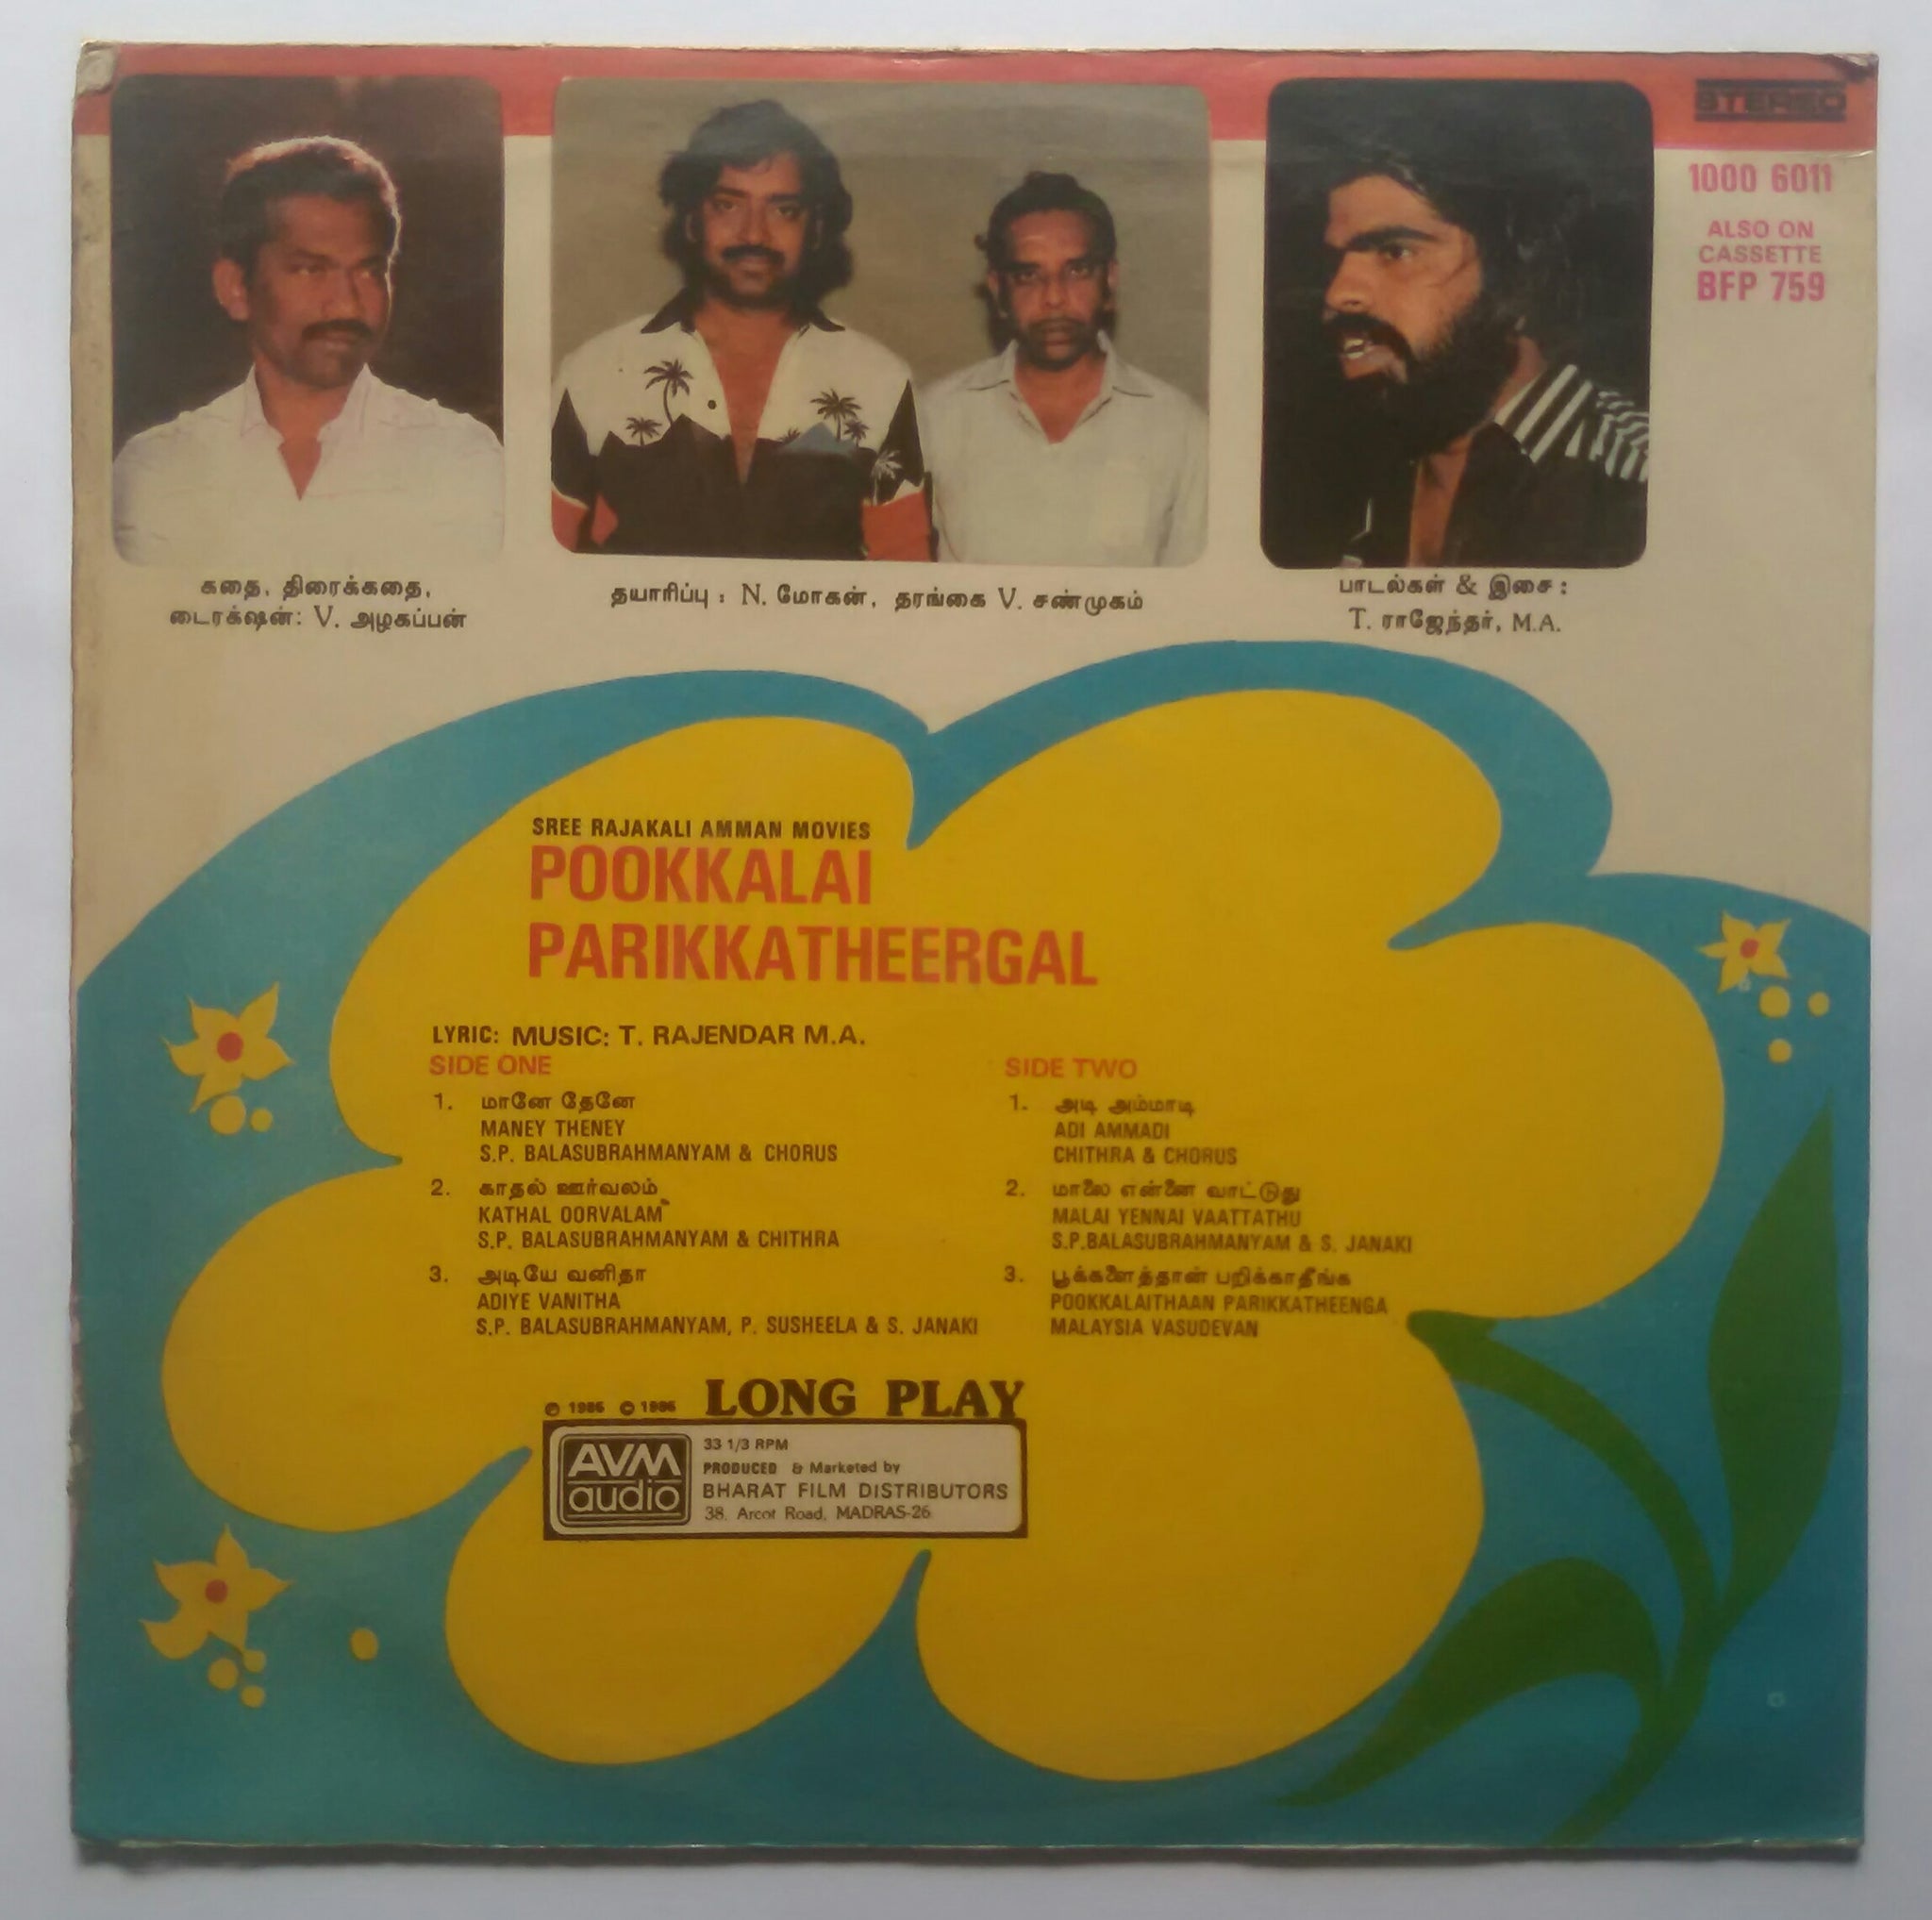 STEREO
1000 6011
ALSO ON
CASSETTE
BFP 759
கதை, திரைக்கதை,
டைரக்‌ஷன்: V. அழகப்பன்
தயாரிப்பு : N. மோகன், தரங்கை V. சண்முகம்
பாடல்கள் & இசை :
T. ராஜேந்தர், M.A.
SREE RAJAKALI AMMAN MOVIES
POOKKALAI
PARIKKATHEERGAL
LYRIC: MUSIC: T. RAJENDAR M.A.
SIDE ONE
1. மானே தேனே
MANEY THENEY
S.P. BALASUBRAHMANYAM & CHORUS
2. காதல் ஊர்வலம்
KATHAL OORVALAM
S.P. BALASUBRAHMANYAM & CHITHRA
3. அடியே வனிதா
ADIYE VANITHA
S.P. BALASUBRAHMANYAM, P. SUSHEELA & S. JANAKI
SIDE TWO
1. அடி அம்மாடி
ADI AMMADI
CHITHRA & CHORUS
2. மாலை என்னை வாட்டுது
MALAI YENNAI VAATTATHU
S.P.BALASUBRAHMANYAM & S. JANAKI
3. பூக்களைத்தான் பறிக்காதீங்க
POOKKALAITHAAN PARIKKATHEENGA
MALAYSIA VASUDEVAN
℗ 1986 © 1986 LONG PLAY
AVM
audio
33 1/3 RPM
PRODUCED & Marketed by
BHARAT FILM DISTRIBUTORS
38, Arcot Road, MADRAS-26